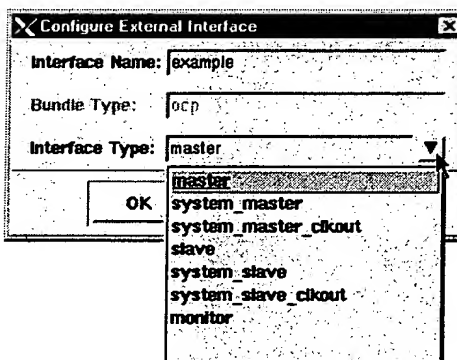 Configure External Interface
Interface Name: example
Bundle Type: ocp
Interface Type: master
OK
master
system_master
system_master_clkout
slave
system_slave
system_slave_clkout
monitor